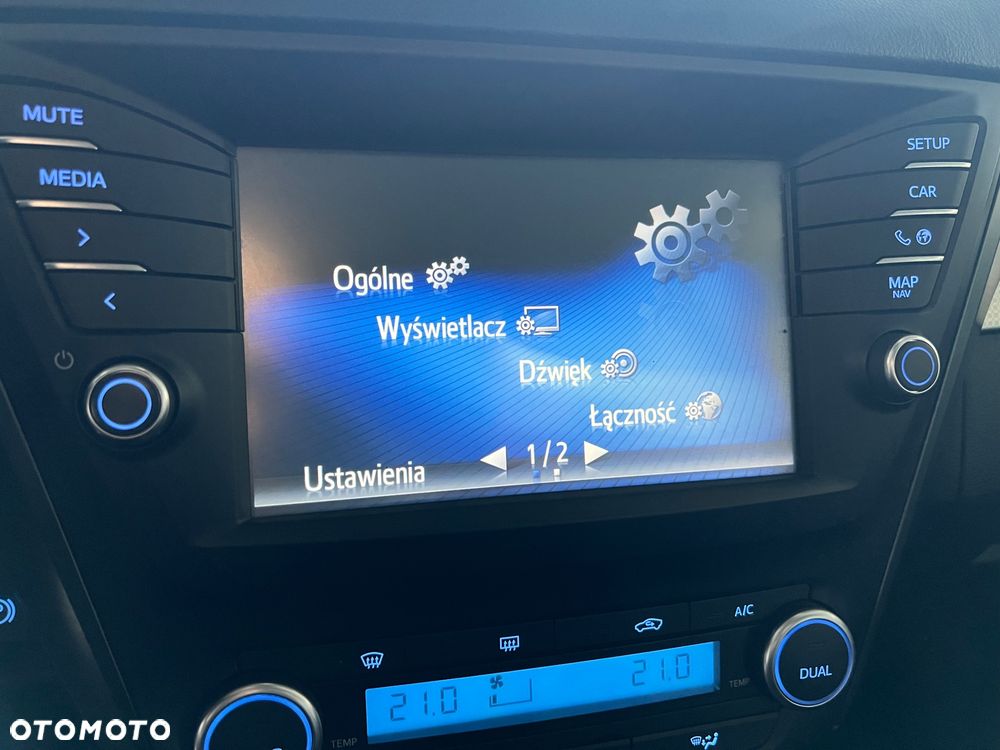 MUTE
MEDIA
SETUP
CAR
MAP
NAV
Ogólne
Wyświetlacz
Dźwięk
Łączność
1/2
Ustawienia
A/C
21.0
21.0
TEMP
TEMP
DUAL
OTOMOTO